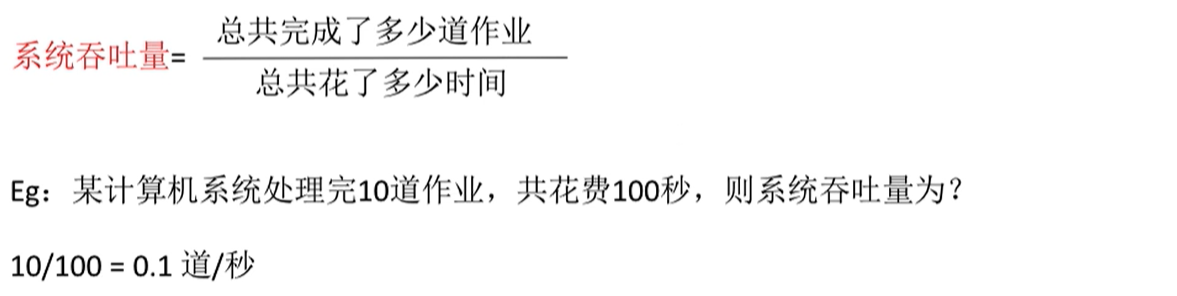 总共完成了多少道作业
系统吞吐量=
总共花了多少时间
Eg：某计算机系统处理完10道作业，共花费100秒，则系统吞吐量为？
10/100 = 0.1 道/秒